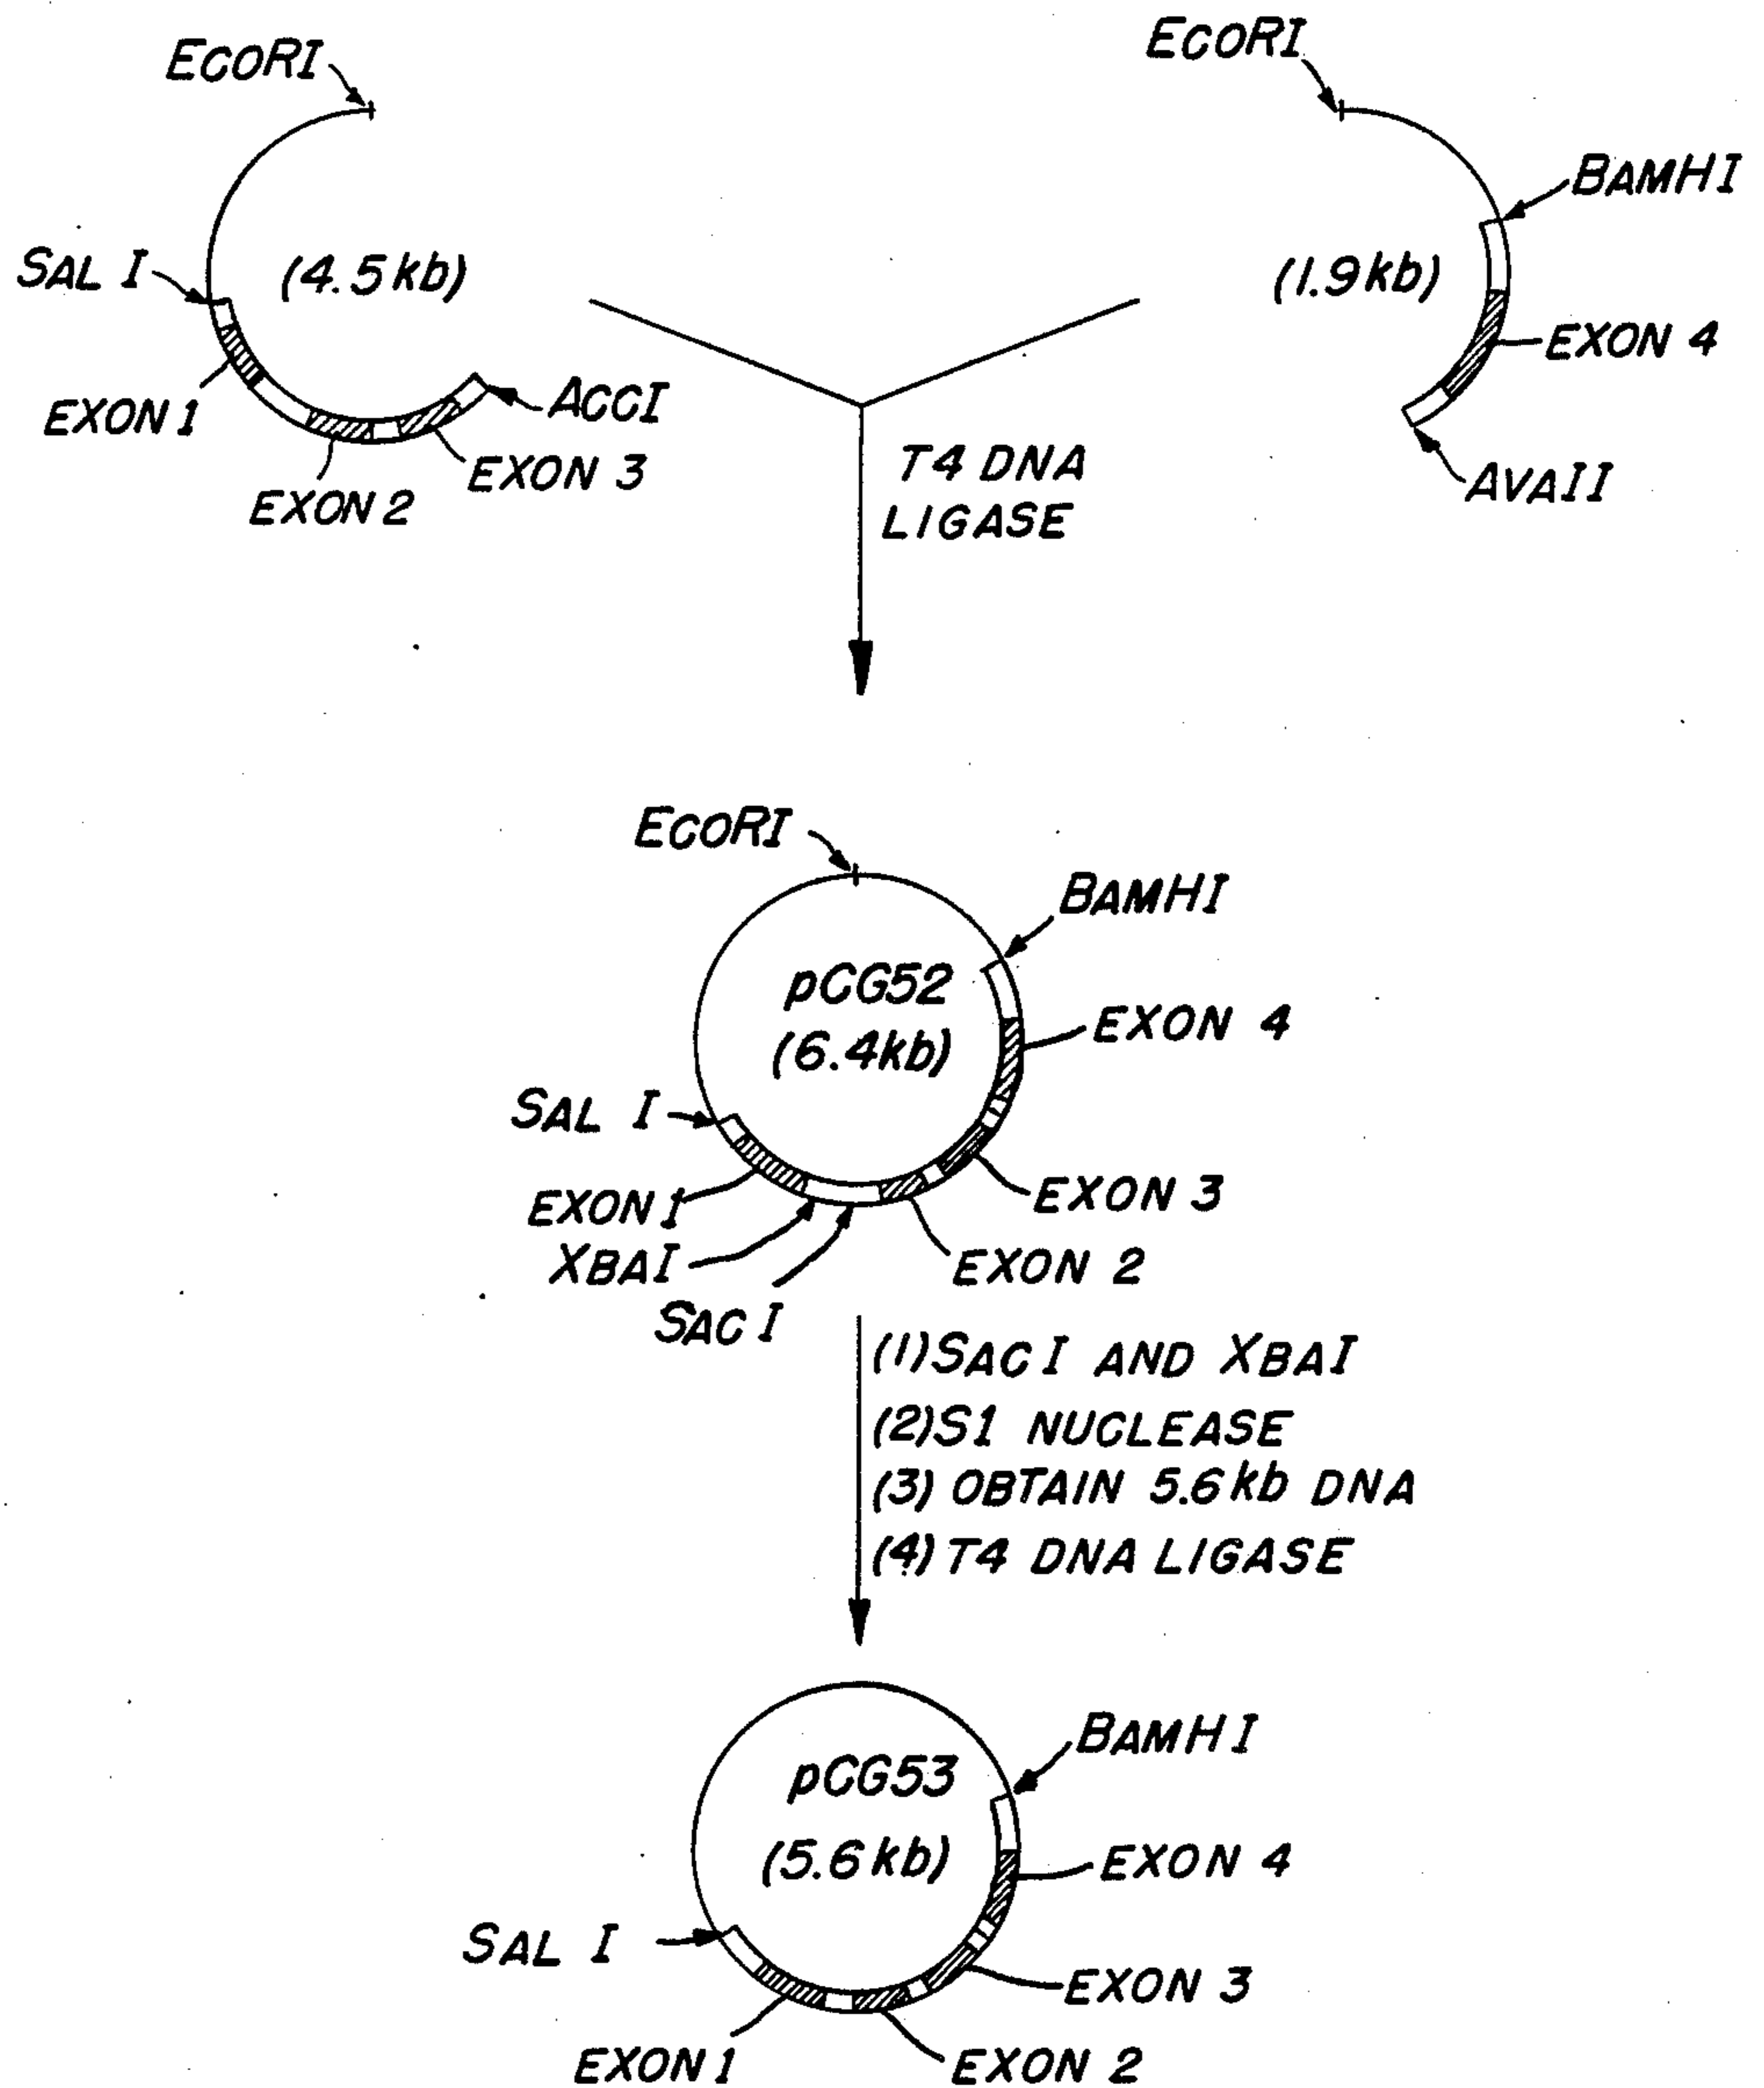 ECORI
ECORI
BAMHI
SAL I
(4.5kb)
(1.9kb)
EXON 4
EXON 1
ACCI
EXON 3
EXON 2
AVAII
T4 DNA
LIGASE
ECORI
BAMHI
pCG52
(6.4kb)
EXON 4
SAL I
EXON 1
EXON 3
XBAI
EXON 2
SAC I
(1)SAC I AND XBAI
(2)S1 NUCLEASE
(3) OBTAIN 5.6kb DNA
(4)T4 DNA LIGASE
BAMHI
pCG53
(5.6kb)
EXON 4
SAL I
EXON 3
EXON 1
EXON 2